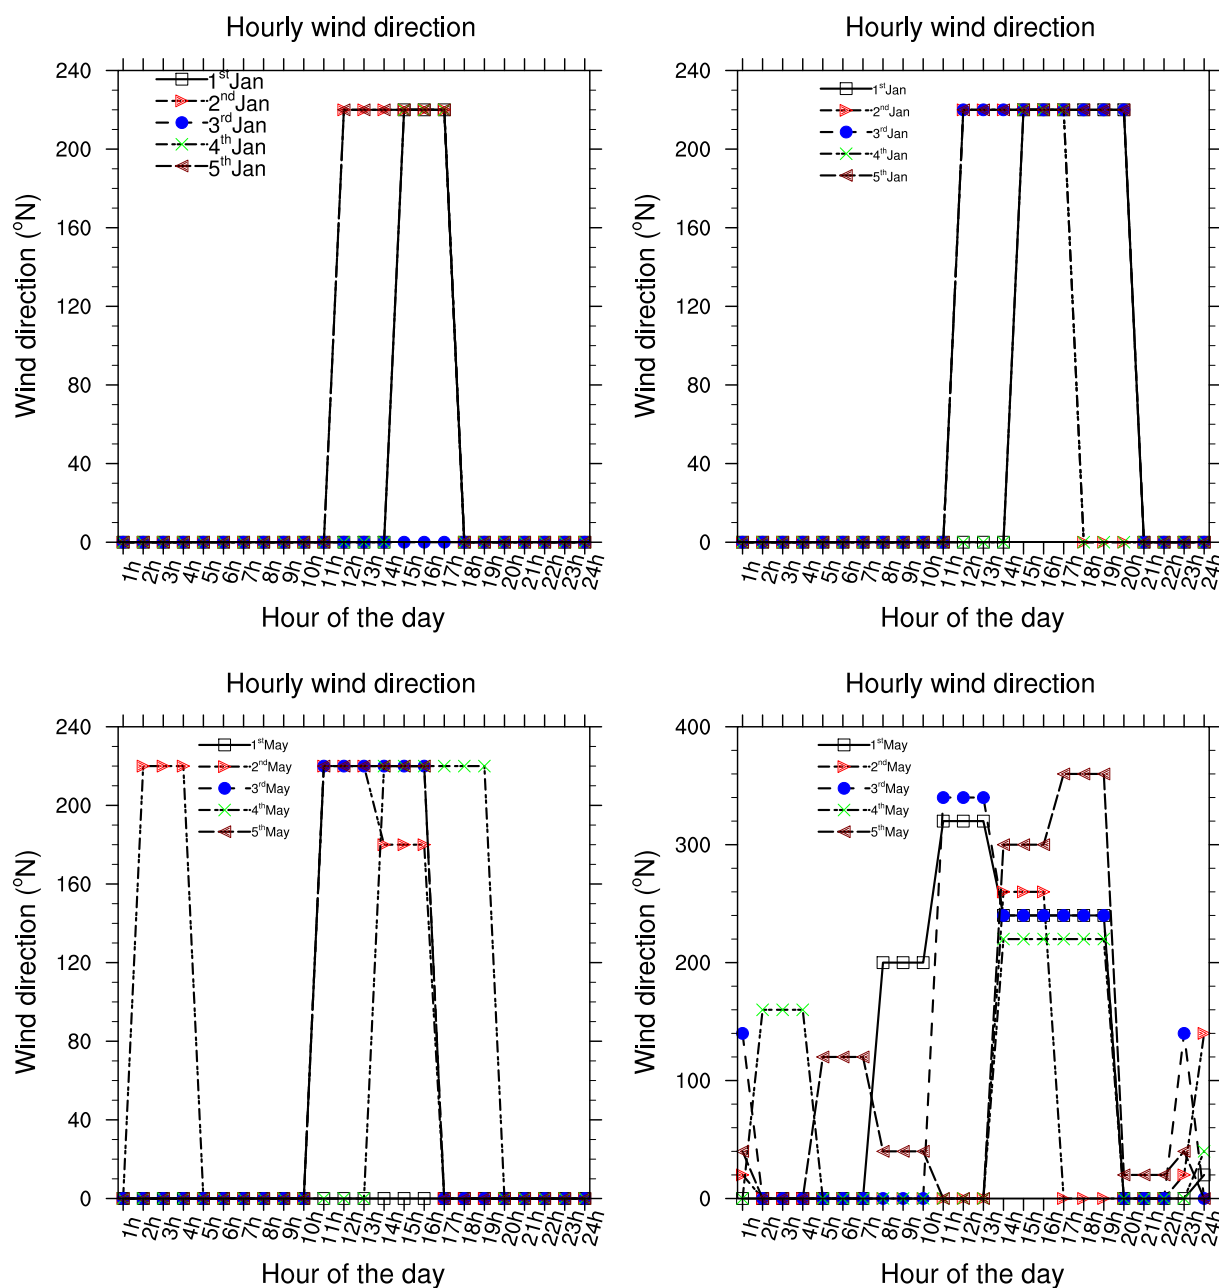 Hourly wind direction
240
220
160
120
80
40
0
Wind direction (°N)
1stJan
2ndJan
3rdJan
4thJan
5thJan
1h 2h 3h 4h 5h 6h 7h 8h 9h 10h 11h 12h 13h 14h 15h 16h 17h 18h 19h 20h 21h 22h 23h 24h
Hour of the day
Hourly wind direction
240
220
160
120
80
40
0
Wind direction (°N)
1stJan
2ndJan
3rdJan
4thJan
5thJan
1h 2h 3h 4h 5h 6h 7h 8h 9h 10h 11h 12h 13h 14h 15h 16h 17h 18h 19h 20h 21h 22h 23h 24h
Hour of the day
Hourly wind direction
240
220
160
120
80
40
0
Wind direction (°N)
1stMay
2ndMay
3rdMay
4thMay
5thMay
1h 2h 3h 4h 5h 6h 7h 8h 9h 10h 11h 12h 13h 14h 15h 16h 17h 18h 19h 20h 21h 22h 23h 24h
Hour of the day
Hourly wind direction
400
300
200
100
0
Wind direction (°N)
1stMay
2ndMay
3rdMay
4thMay
5thMay
1h 2h 3h 4h 5h 6h 7h 8h 9h 10h 11h 12h 13h 14h 15h 16h 17h 18h 19h 20h 21h 22h 23h 24h
Hour of the day